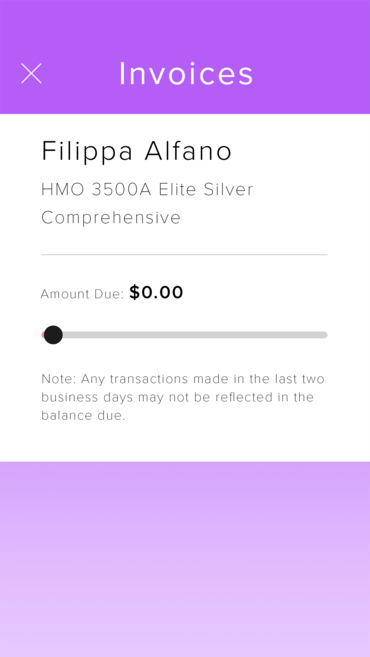 Invoices
Filippa Alfano
HMO 3500A Elite Silver
Comprehensive
Amount Due: $0.00
Note: Any transactions made in the last two
business days may not be reflected in the
balance due.